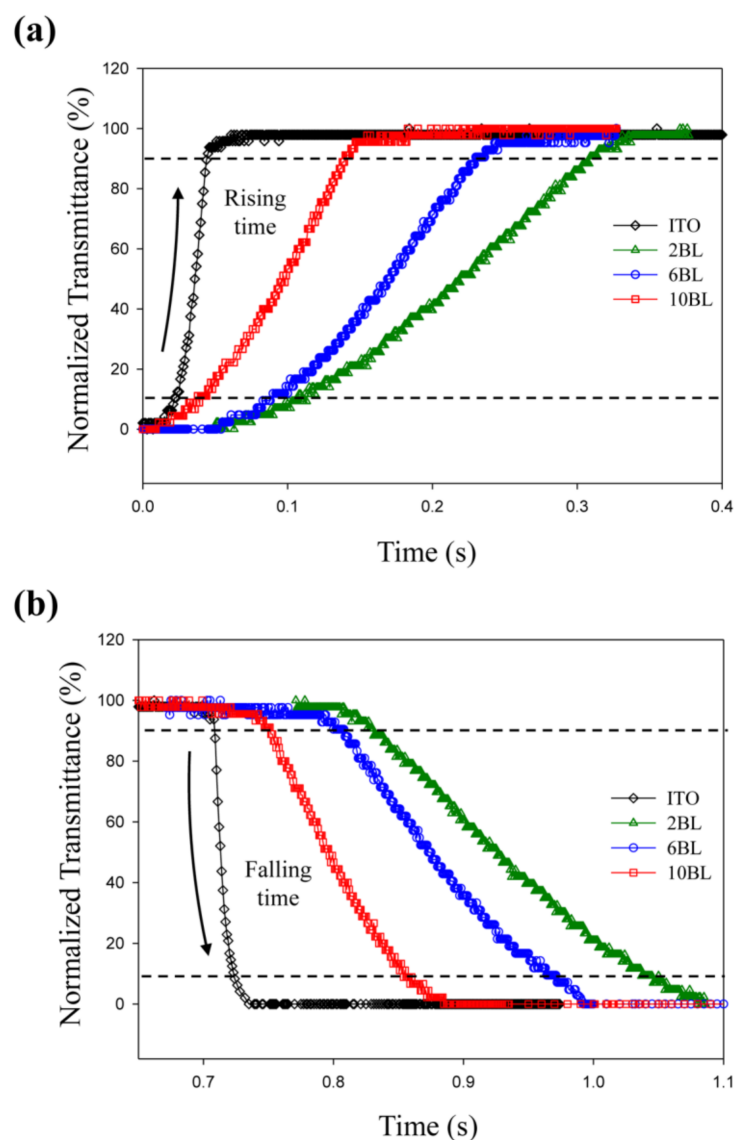 (a)
Normalized Transmittance (%)
120
100
80
60
40
20
0
Rising
time
ITO
2BL
6BL
10BL
0.0 0.1 0.2 0.3 0.4
Time (s)
(b)
Normalized Transmittance (%)
120
100
80
60
40
20
0
Falling
time
ITO
2BL
6BL
10BL
0.7 0.8 0.9 1.0 1.1
Time (s)